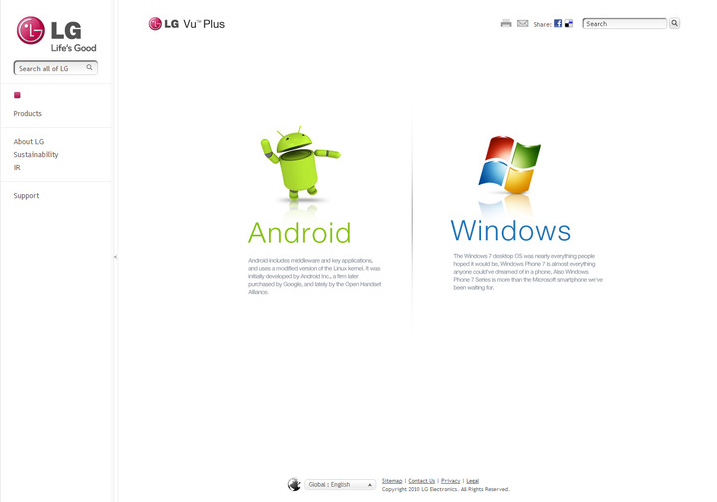 LG
Life's Good
Search all of LG
Products
About LG
Sustainability
IR
Support
LG Vu™ Plus
Share:
Search
Android
Android includes middleware and key applications,
and uses a modified version of the Linux kernel. It was
initially developed by Android Inc., a firm later
purchased by Google, and lately by the Open Handset
Alliance.
Windows
The Windows 7 desktop OS was nearly everything people
hoped it would be, Windows Phone 7 is almost everything
anyone could've dreamed of in a phone, Also Windows
Phone 7 Series is more than the Microsoft smartphone we've
been waiting for.
Global : English
Sitemap | Contact Us | Privacy | Legal
Copyright 2010 LG Electronics. All Rights Reserved.